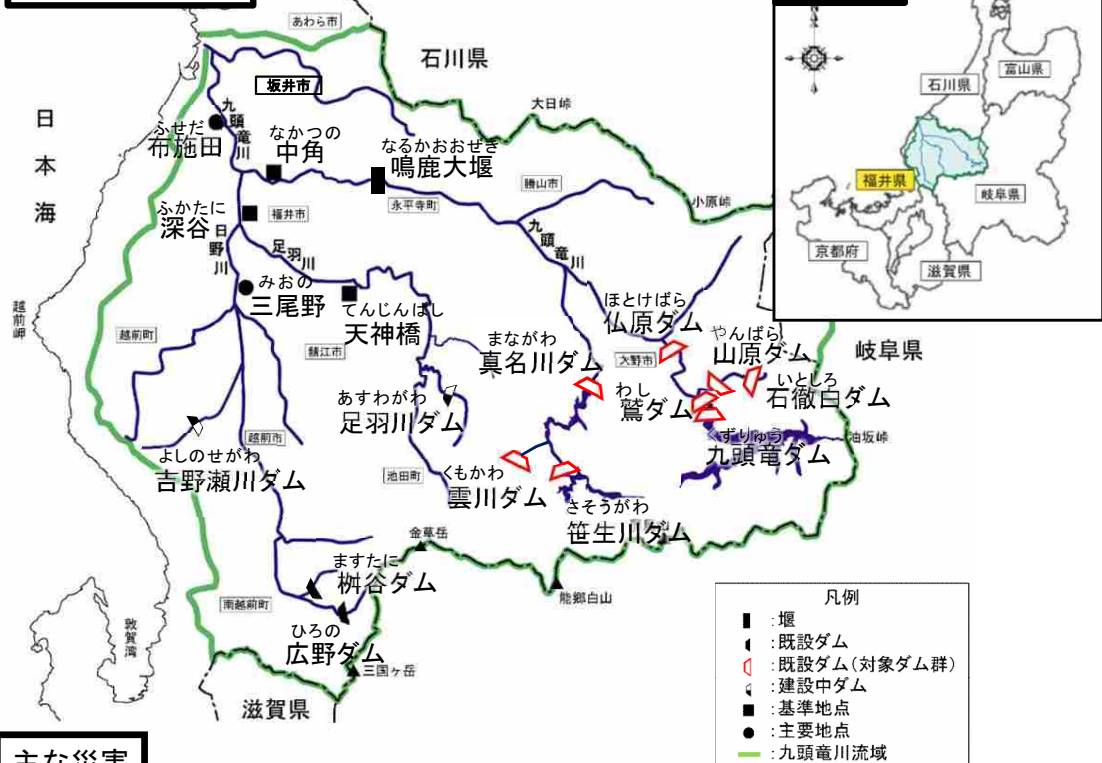 あわら市
石川県
坂井市
大日峠
日本海
九頭竜川
ふせだ
布施田
なかつの
中角
なるかおおぜき
鳴鹿大堰
勝山市
小原峠
永平寺町
ふかたに
深谷
福井市
日野川
足羽川
九頭竜川
みおの
三尾野
てんじんばし
天神橋
ほとけばら
仏原ダム
やんばら
山原ダム
岐阜県
越前岬
越前町
鯖江市
まながわ
真名川ダム
大野市
わし
鷲ダム
いとしろ
石徹白ダム
あすわがわ
足羽川ダム
ずりゅう
九頭竜ダム
油坂峠
越前市
よしのせがわ
吉野瀬川ダム
池田町
くもかわ
雲川ダム
さそうがわ
笹生川ダム
金草岳
ますたに
桝谷ダム
能郷白山
南越前町
敦賀湾
ひろの
広野ダム
三国ヶ岳
滋賀県
N
石川県
富山県
福井県
岐阜県
京都府
滋賀県
凡例
:堰
:既設ダム
:既設ダム(対象ダム群)
:建設中ダム
:基準地点
:主要地点
:九頭竜川流域
主な災害